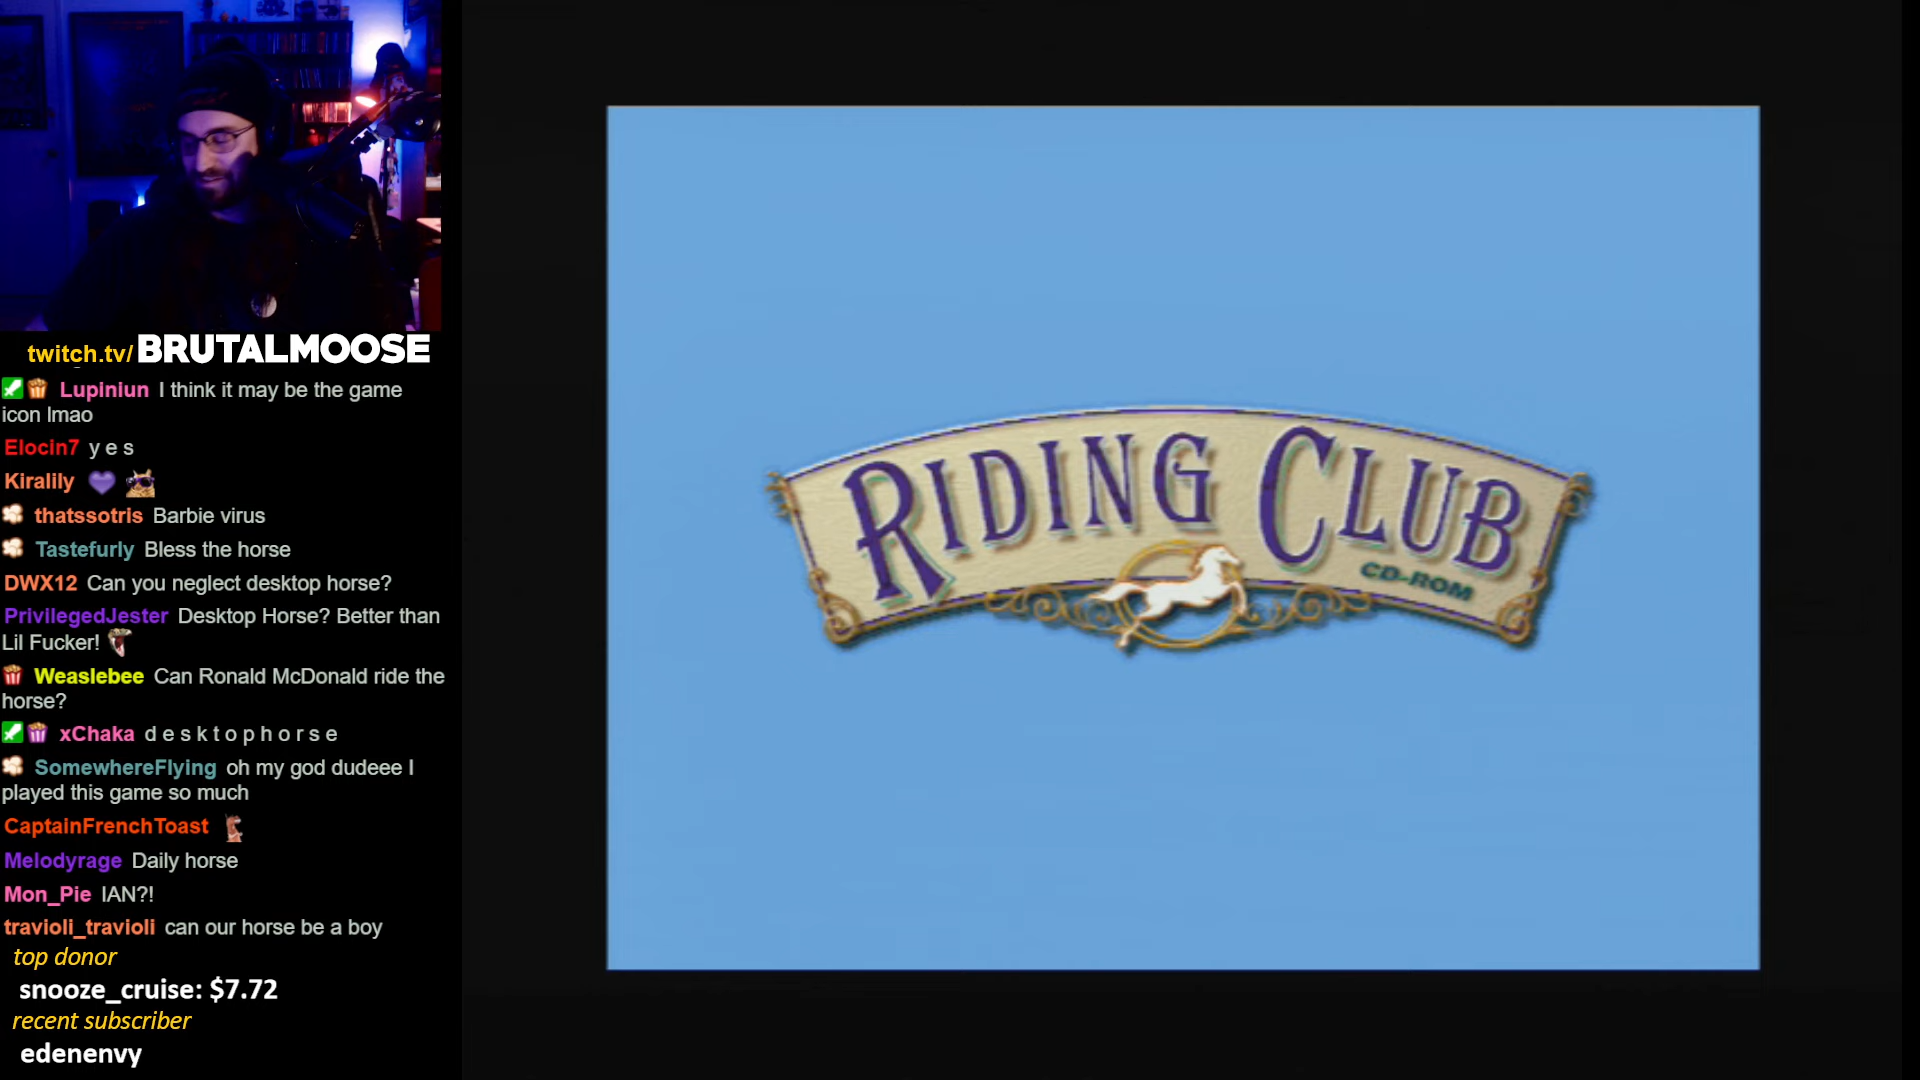 twitch.tv/BRUTALMOOSE
Lupiniun I think it may be the game
icon lmao
Elocin7 y e s
Kiralily
thatssotris Barbie virus
Tastefurly Bless the horse
DWX12 Can you neglect desktop horse?
PrivilegedJester Desktop Horse? Better than
Lil Fucker!
Weaslebee Can Ronald McDonald ride the
horse?
xChaka d e s k t o p h o r s e
SomewhereFlying oh my god dudeee I
played this game so much
CaptainFrenchToast
Melodyrage Daily horse
Mon_Pie IAN?!
travioli_travioli can our horse be a boy
top donor
snooze_cruise: $7.72
recent subscriber
edenenvy
RIDING CLUB
CD-ROM